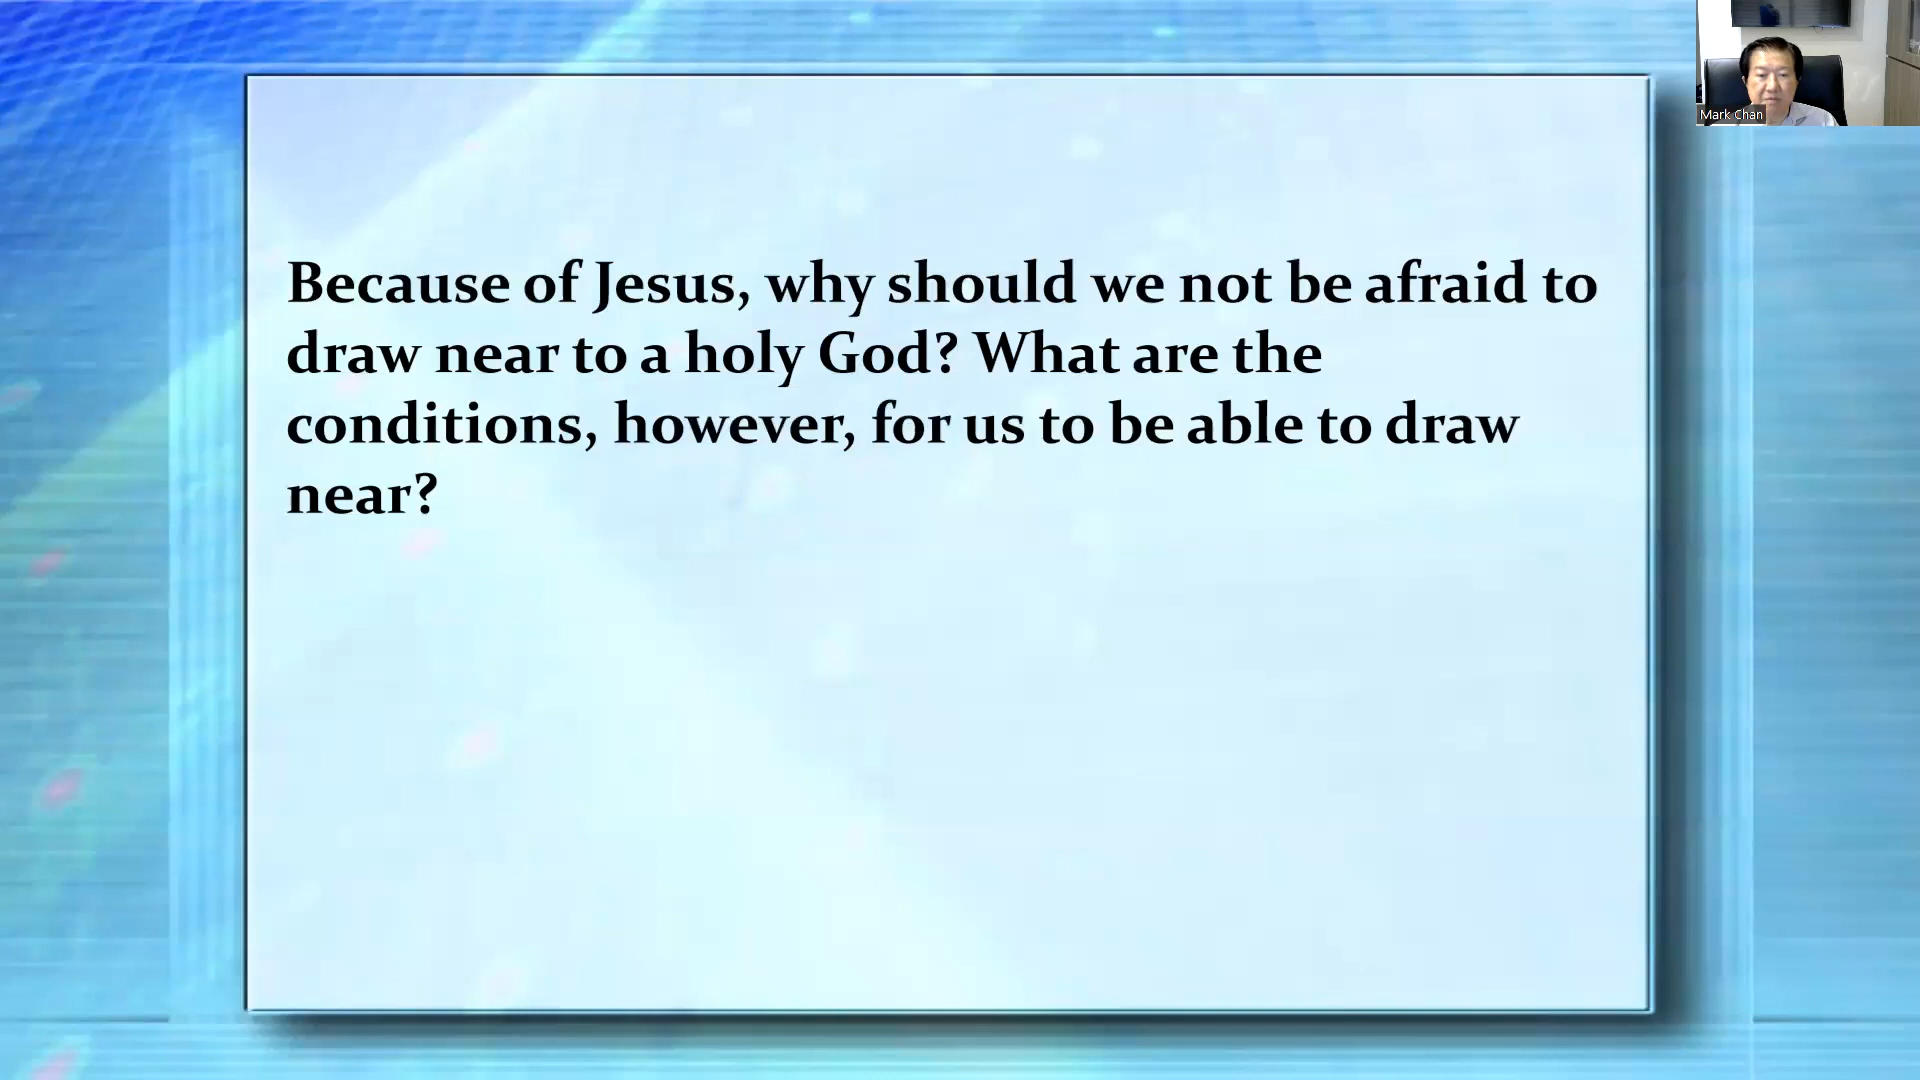 Mark Chan
Because of Jesus, why should we not be afraid to
draw near to a holy God? What are the
conditions, however, for us to be able to draw
near?